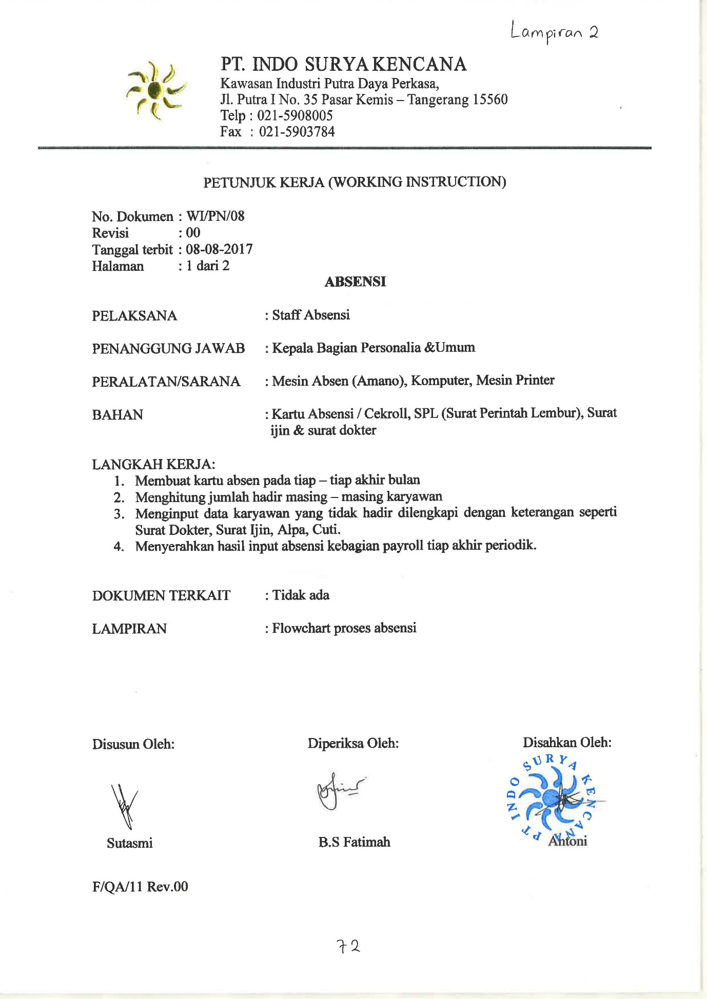 Lampiran 2
PT. INDO SURYA KENCANA
Kawasan Industri Putra Daya Perkasa,
Jl. Putra I No. 35 Pasar Kemis – Tangerang 15560
Telp : 021-5908005
Fax : 021-5903784
PETUNJUK KERJA (WORKING INSTRUCTION)
No. Dokumen : WI/PN/08
Revisi : 00
Tanggal terbit : 08-08-2017
Halaman : 1 dari 2
ABSENSI
PELAKSANA : Staff Absensi
PENANGGUNG JAWAB : Kepala Bagian Personalia &Umum
PERALATAN/SARANA : Mesin Absen (Amano), Komputer, Mesin Printer
BAHAN : Kartu Absensi / Cekroll, SPL (Surat Perintah Lembur), Surat
ijin & surat dokter
LANGKAH KERJA:
1. Membuat kartu absen pada tiap – tiap akhir bulan
2. Menghitung jumlah hadir masing – masing karyawan
3. Menginput data karyawan yang tidak hadir dilengkapi dengan keterangan seperti
Surat Dokter, Surat Ijin, Alpa, Cuti.
4. Menyerahkan hasil input absensi kebagian payroll tiap akhir periodik.
DOKUMEN TERKAIT : Tidak ada
LAMPIRAN : Flowchart proses absensi
Disusun Oleh: Diperiksa Oleh: Disahkan Oleh:
PT INDO SURYA KENCANA
Sutasmi B.S Fatimah Antoni
F/QA/11 Rev.00
72